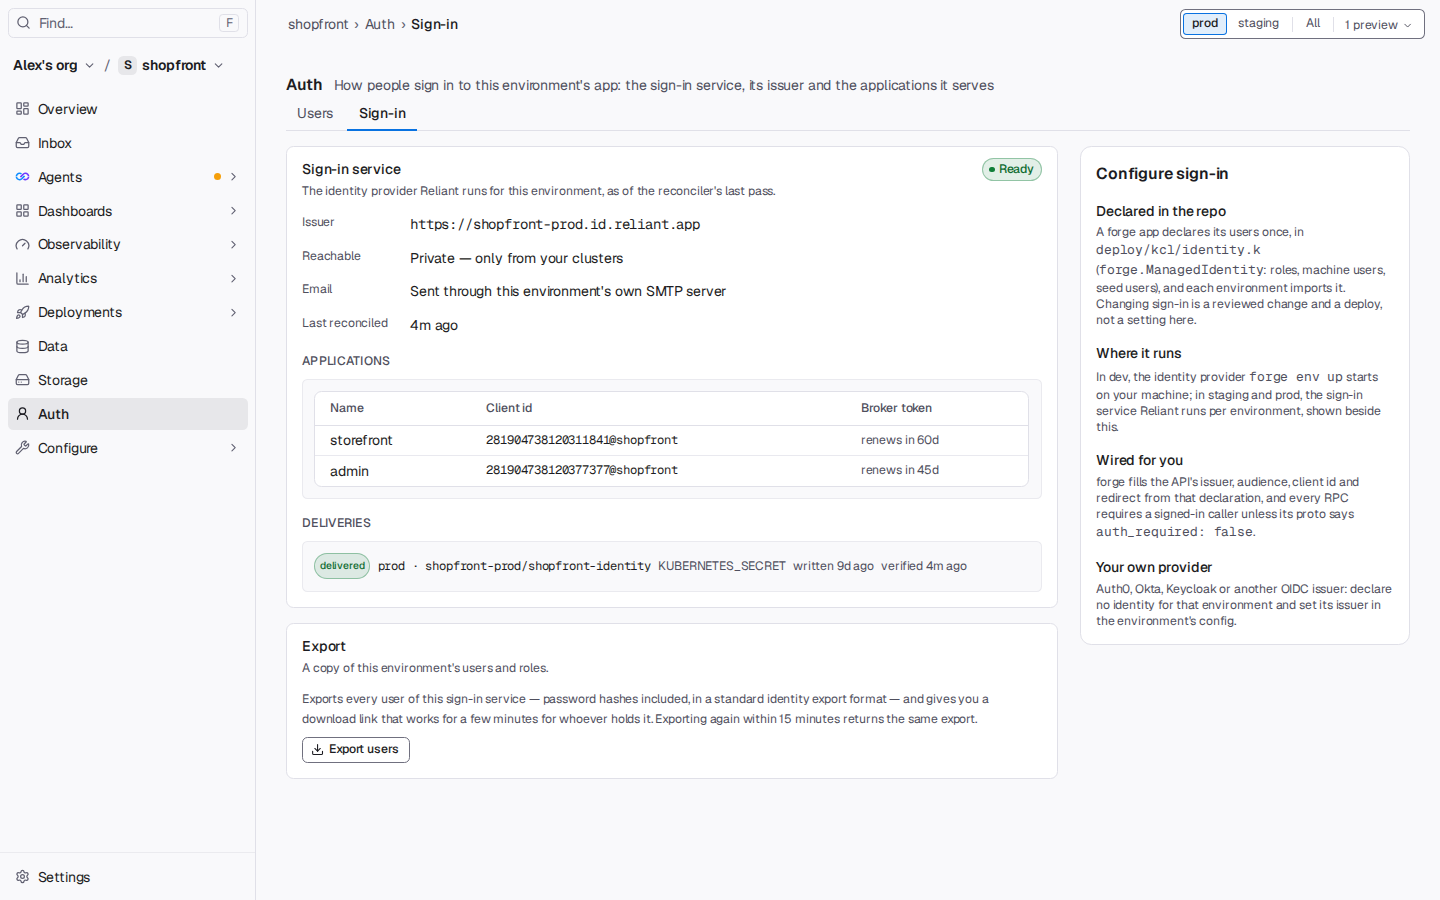 Find...
F
Alex's org / S shopfront
Overview
Inbox
Agents
Dashboards
Observability
Analytics
Deployments
Data
Storage
Auth
Configure
Settings
shopfront › Auth › Sign-in
prod staging All 1 preview
Auth How people sign in to this environment's app: the sign-in service, its issuer and the applications it serves
Users Sign-in
Sign-in service
Ready
The identity provider Reliant runs for this environment, as of the reconciler's last pass.
Issuer https://shopfront-prod.id.reliant.app
Reachable Private — only from your clusters
Email Sent through this environment's own SMTP server
Last reconciled 4m ago
APPLICATIONS
Name Client id Broker token
storefront 281904738120311841@shopfront renews in 60d
admin 281904738120377377@shopfront renews in 45d
DELIVERIES
delivered prod · shopfront-prod/shopfront-identity KUBERNETES_SECRET written 9d ago verified 4m ago
Export
A copy of this environment's users and roles.
Exports every user of this sign-in service — password hashes included, in a standard identity export format — and gives you a
download link that works for a few minutes for whoever holds it. Exporting again within 15 minutes returns the same export.
Export users
Configure sign-in
Declared in the repo
A forge app declares its users once, in
deploy/kcl/identity.k
(forge.ManagedIdentity: roles, machine users,
seed users), and each environment imports it.
Changing sign-in is a reviewed change and a deploy,
not a setting here.
Where it runs
In dev, the identity provider forge env up starts
on your machine; in staging and prod, the sign-in
service Reliant runs per environment, shown beside
this.
Wired for you
forge fills the API's issuer, audience, client id and
redirect from that declaration, and every RPC
requires a signed-in caller unless its proto says
auth_required: false.
Your own provider
Auth0, Okta, Keycloak or another OIDC issuer: declare
no identity for that environment and set its issuer in
the environment's config.